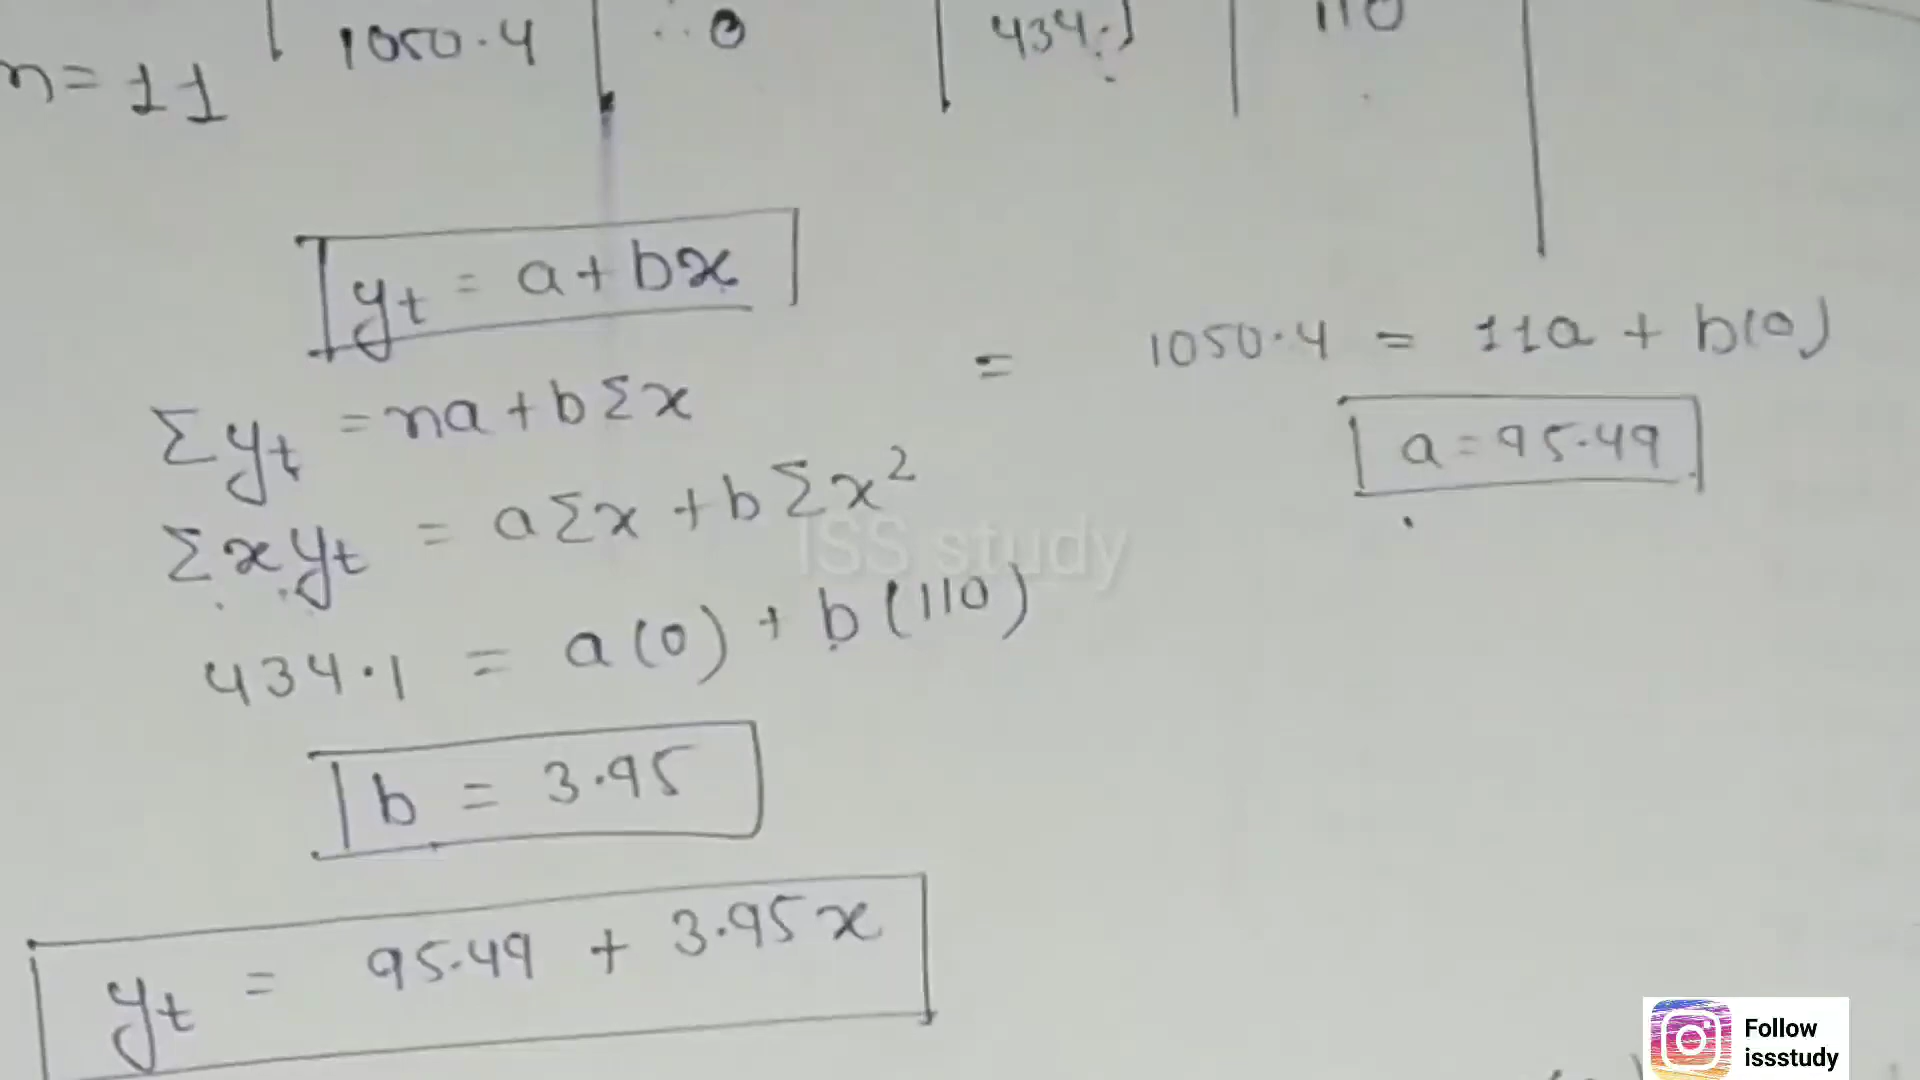 n = 11 1050.4 0 434.1 110
yt = a + bx
Σyt = na + bΣx = 1050.4 = 11a + b(0)
a = 95.49
Σxyt = aΣx + bΣx²
434.1 = a(0) + b(110)
b = 3.95
yt = 95.49 + 3.95x
ISS study
Follow
issstudy